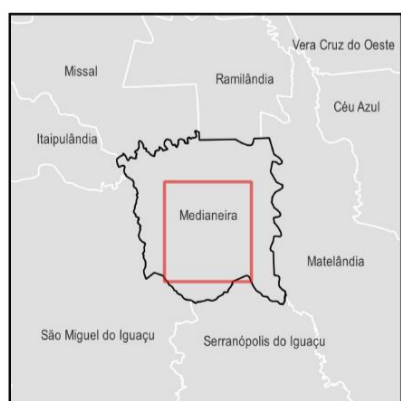 Vera Cruz do Oeste
Missal
Ramilândia
Céu Azul
Itaipulândia
Medianeira
Matelândia
São Miguel do Iguaçu
Serranópolis do Iguaçu